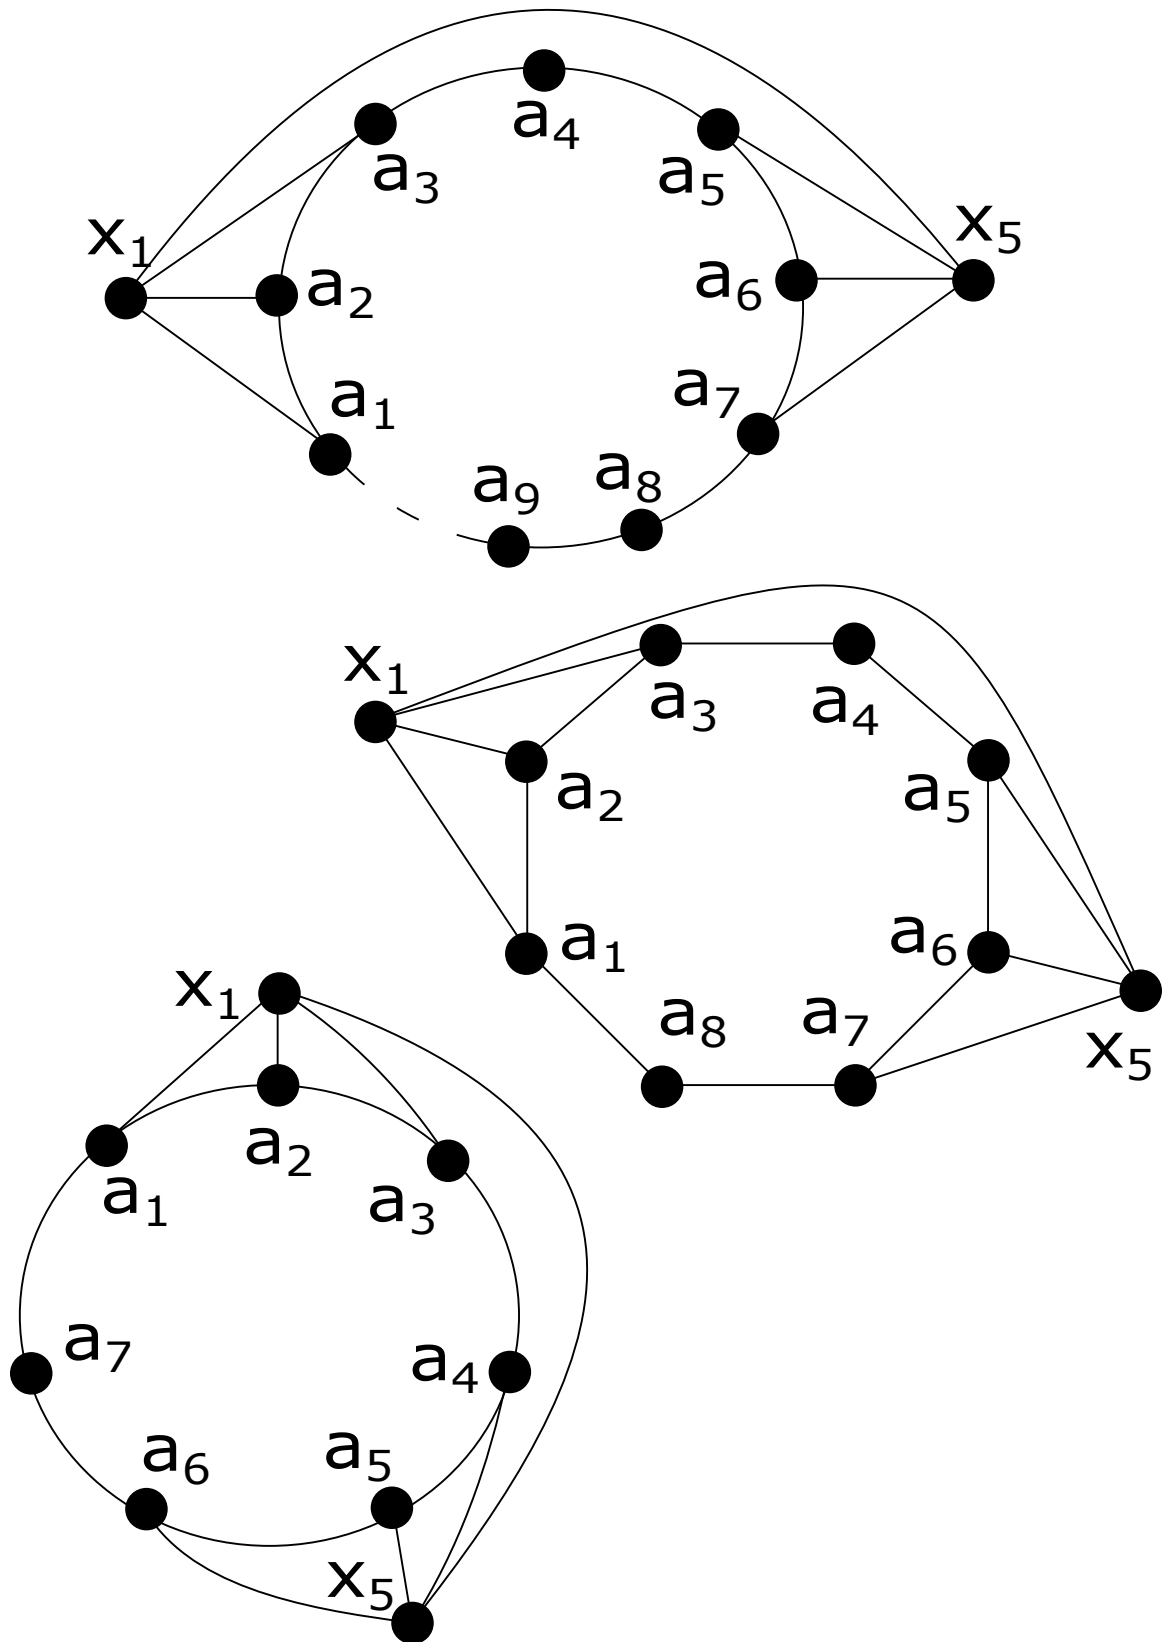 a₄
a₃
a₅
x₁
x₅
a₂
a₆
a₁
a₇
a₉
a₈
x₁
a₃
a₄
a₂
a₅
a₁
a₆
a₈
a₇
x₅
x₁
a₂
a₁
a₃
a₇
a₄
a₆
a₅
x₅